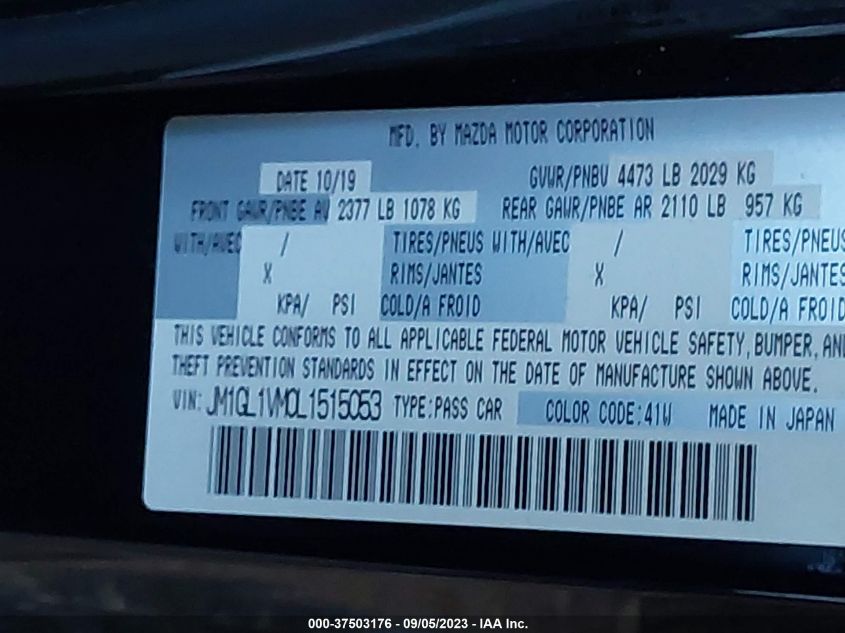 MFD. BY MAZDA MOTOR CORPORATION
DATE 10/19 GVWR/PNBV 4473 LB 2029 KG
FRONT GAWR/PNBE AV 2377 LB 1078 KG REAR GAWR/PNBE AR 2110 LB 957 KG
WITH/AVEC / TIRES/PNEUS WITH/AVEC / TIRES/PNEUS
X RIMS/JANTES X RIMS/JANTES
KPA/ PSI COLD/A FROID KPA/ PSI COLD/A FROID
THIS VEHICLE CONFORMS TO ALL APPLICABLE FEDERAL MOTOR VEHICLE SAFETY, BUMPER, AND
THEFT PREVENTION STANDARDS IN EFFECT ON THE DATE OF MANUFACTURE SHOWN ABOVE.
VIN: JM1GL1VM0L1515053 TYPE:PASS CAR COLOR CODE:41W MADE IN JAPAN
000-37503176 - 09/05/2023 - IAA Inc.